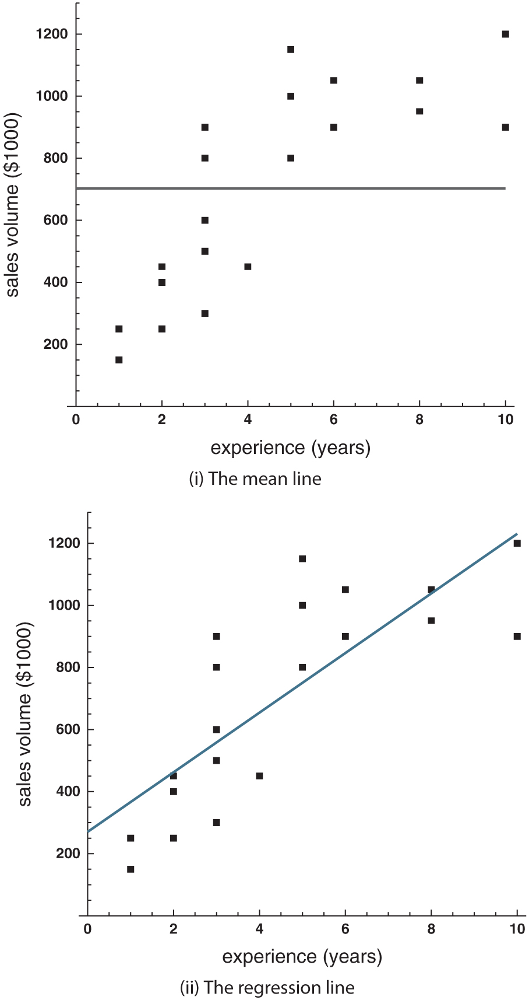 1200
1000
800
600
400
200
sales volume ($1000)
0 2 4 6 8 10
experience (years)
(i) The mean line
1200
1000
800
600
400
200
sales volume ($1000)
0 2 4 6 8 10
experience (years)
(ii) The regression line